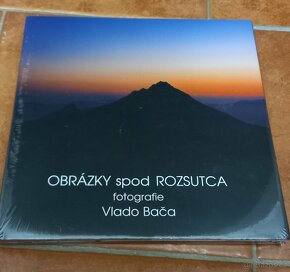 OBRÁZKY spod ROZSUTCA
fotografie
Vlado Bača